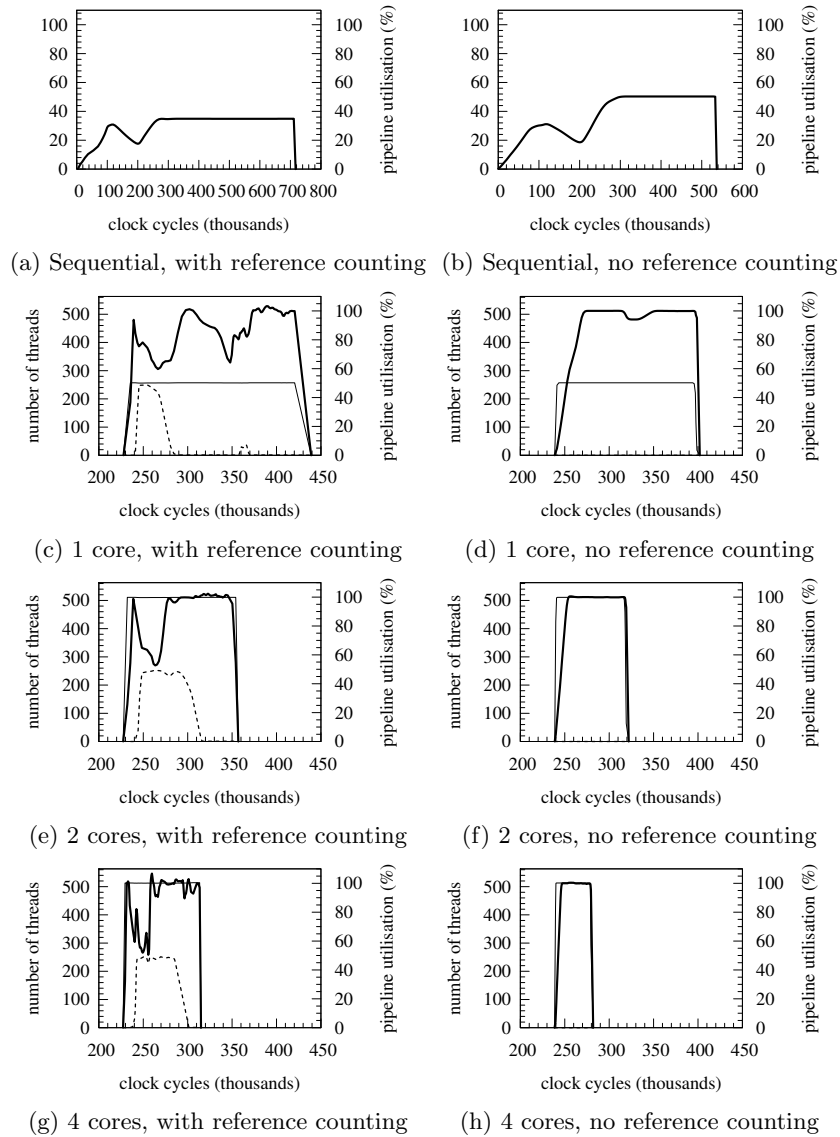 100 80 60 40 20 0
100 80 60 40 20 0
pipeline utilisation (%)
0 100 200 300 400 500 600 700 800
clock cycles (thousands)
(a) Sequential, with reference counting
100 80 60 40 20 0
100 80 60 40 20 0
pipeline utilisation (%)
0 100 200 300 400 500 600
clock cycles (thousands)
(b) Sequential, no reference counting
number of threads
500 400 300 200 100 0
100 80 60 40 20 0
pipeline utilisation (%)
200 250 300 350 400 450
clock cycles (thousands)
(c) 1 core, with reference counting
number of threads
500 400 300 200 100 0
100 80 60 40 20 0
pipeline utilisation (%)
200 250 300 350 400 450
clock cycles (thousands)
(d) 1 core, no reference counting
number of threads
500 400 300 200 100 0
100 80 60 40 20 0
pipeline utilisation (%)
200 250 300 350 400 450
clock cycles (thousands)
(e) 2 cores, with reference counting
number of threads
500 400 300 200 100 0
100 80 60 40 20 0
pipeline utilisation (%)
200 250 300 350 400 450
clock cycles (thousands)
(f) 2 cores, no reference counting
number of threads
500 400 300 200 100 0
100 80 60 40 20 0
pipeline utilisation (%)
200 250 300 350 400 450
clock cycles (thousands)
(g) 4 cores, with reference counting
number of threads
500 400 300 200 100 0
100 80 60 40 20 0
pipeline utilisation (%)
200 250 300 350 400 450
clock cycles (thousands)
(h) 4 cores, no reference counting